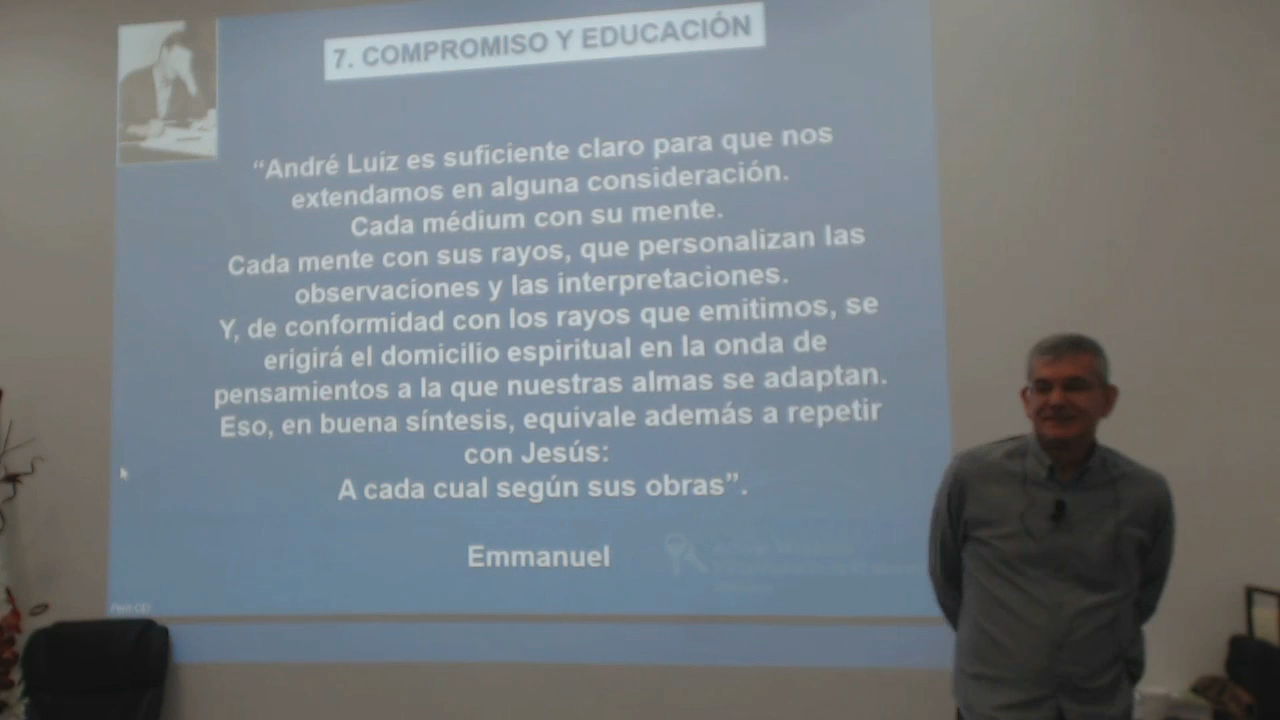 7. COMPROMISO Y EDUCACIÓN
“André Luiz es suficiente claro para que nos
extendamos en alguna consideración.
Cada médium con su mente.
Cada mente con sus rayos, que personalizan las
observaciones y las interpretaciones.
Y, de conformidad con los rayos que emitimos, se
erigirá el domicilio espiritual en la onda de
pensamientos a la que nuestras almas se adaptan.
Eso, en buena síntesis, equivale además a repetir
con Jesús:
A cada cual según sus obras”.
Emmanuel